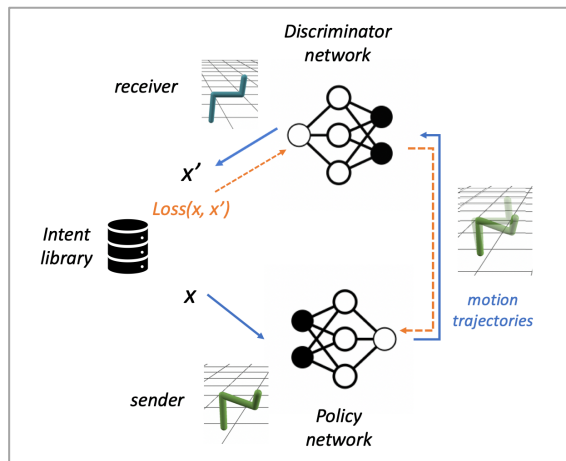 Discriminator
network
receiver
X'
Loss(x, x')
Intent
library
X
motion
trajectories
sender
Policy
network